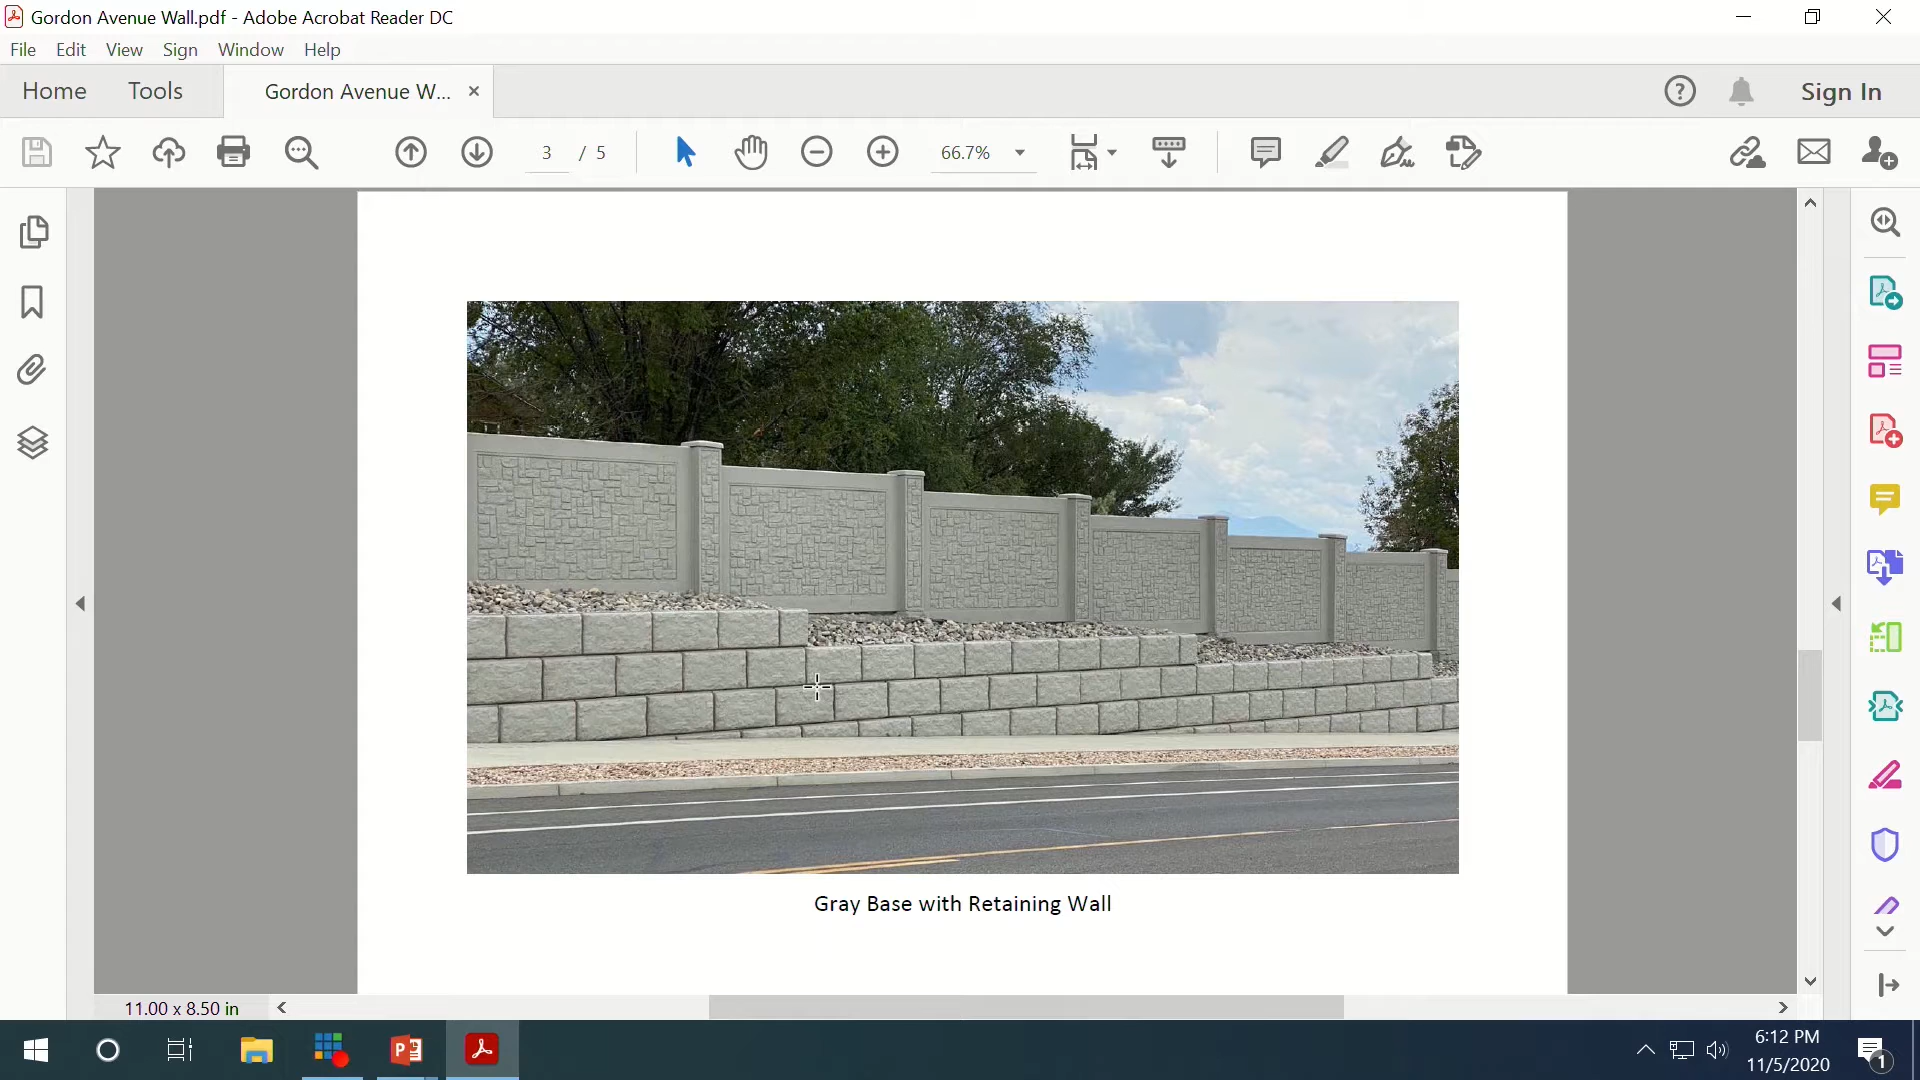 Gordon Avenue Wall.pdf - Adobe Acrobat Reader DC
File Edit View Sign Window Help
Home Tools Gordon Avenue W... × Sign In
3 / 5 66.7%
Gray Base with Retaining Wall
11.00 x 8.50 in
6:12 PM
11/5/2020
1